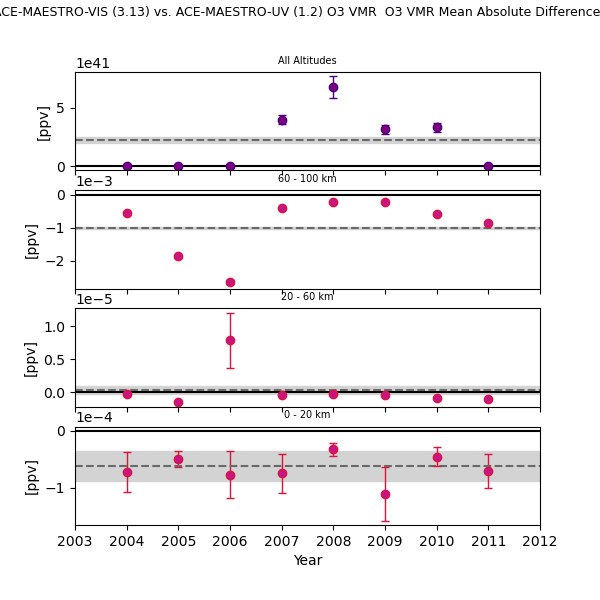 ACE-MAESTRO-VIS (3.13) vs. ACE-MAESTRO-UV (1.2) O3 VMR  O3 VMR Mean Absolute Difference
All Altitudes
1e41
5
0
[ppv]
60 - 100 km
1e−3
0
−1
−2
[ppv]
20 - 60 km
1e−5
1.0
0.5
0.0
[ppv]
0 - 20 km
1e−4
0
−1
[ppv]
2003 2004 2005 2006 2007 2008 2009 2010 2011 2012
Year